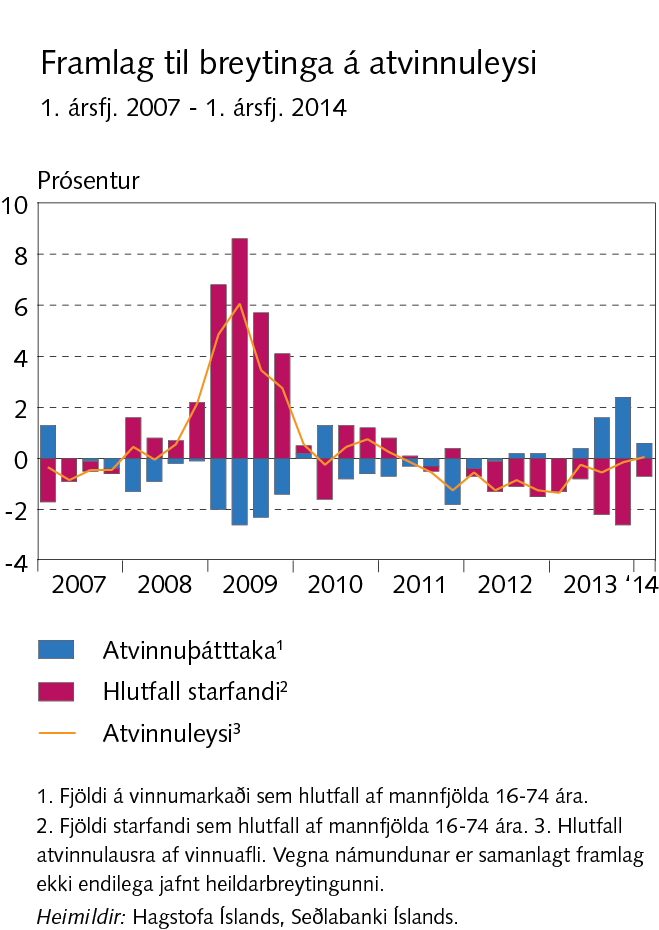 Framlag til breytinga á atvinnuleysi
1. ársfj. 2007 - 1. ársfj. 2014
Prósentur
10
8
6
4
2
0
-2
-4
2007 2008 2009 2010 2011 2012 2013 ‘14
Atvinnuþátttaka¹
Hlutfall starfandi²
Atvinnuleysi³
1. Fjöldi á vinnumarkaði sem hlutfall af mannfjölda 16-74 ára.
2. Fjöldi starfandi sem hlutfall af mannfjölda 16-74 ára. 3. Hlutfall
atvinnulausra af vinnuafli. Vegna námundunar er samanlagt framlag
ekki endilega jafnt heildarbreytingunni.
Heimildir: Hagstofa Íslands, Seðlabanki Íslands.